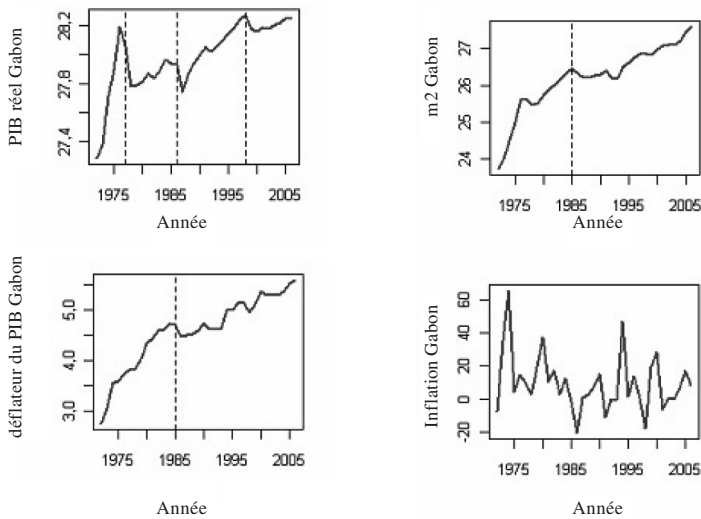 PIB réel Gabon
28,2
27,8
27,4
1975 1985 1995 2005
Année
m2 Gabon
27
26
25
24
1975 1985 1995 2005
Année
déflateur du PIB Gabon
5,0
4,0
3,0
1975 1985 1995 2005
Année
Inflation Gabon
60
40
20
0
-20
1975 1985 1995 2005
Année